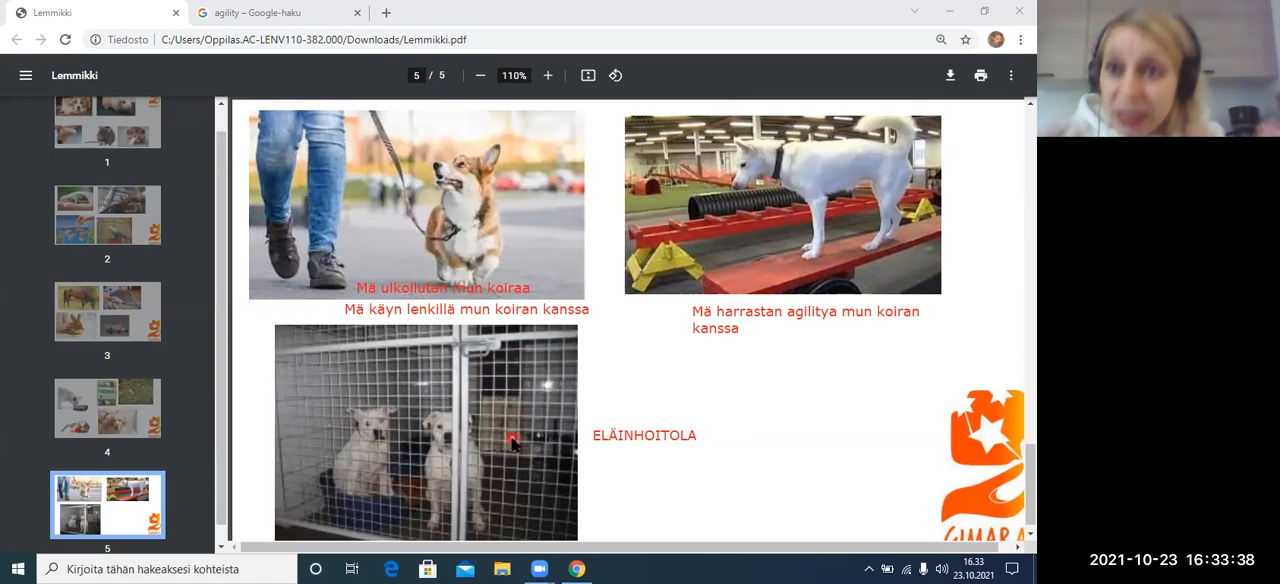 Lemmikki
agility – Google-haku
Tiedosto
C:/Users/Oppilas.AC-LENV110-382.000/Downloads/Lemmikki.pdf
Lemmikki
5 / 5
110%
1
2
3
4
5
Mä ulkoilutan mun koiraa
Mä käyn lenkillä mun koiran kanssa
Mä harrastan agilitya mun koiran
kanssa
ELÄINHOITOLA
Kirjoita tähän hakeaksesi kohteista
16.33
23.10.2021
2021-10-23 16:33:38